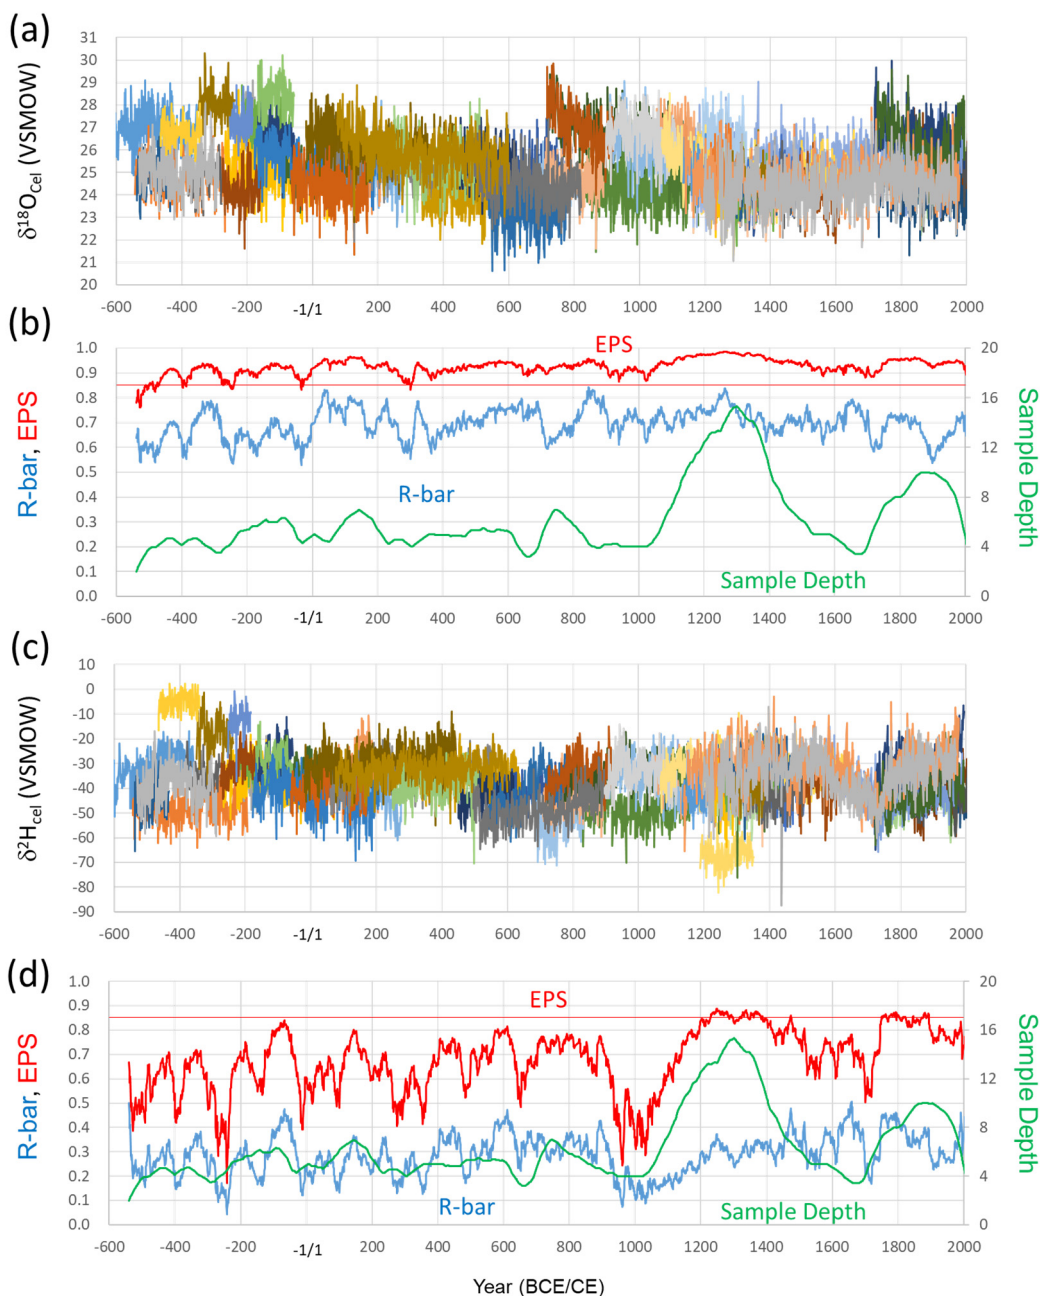 (a)
δ18OCel (VSMOW)
31
30
29
28
27
26
25
24
23
22
21
20
-600 -400 -200 -1/1 200 400 600 800 1000 1200 1400 1600 1800 2000
(b)
R-bar, EPS
1.0
0.9
0.8
0.7
0.6
0.5
0.4
0.3
0.2
0.1
0.0
EPS
R-bar
Sample Depth
20
16
12
8
4
0
Sample Depth
-600 -400 -200 -1/1 200 400 600 800 1000 1200 1400 1600 1800 2000
(c)
δ2Hcel (VSMOW)
10
0
-10
-20
-30
-40
-50
-60
-70
-80
-90
-600 -400 -200 -1/1 200 400 600 800 1000 1200 1400 1600 1800 2000
(d)
R-bar, EPS
1.0
0.9
0.8
0.7
0.6
0.5
0.4
0.3
0.2
0.1
0.0
EPS
R-bar
Sample Depth
20
16
12
8
4
0
Sample Depth
-600 -400 -200 -1/1 200 400 600 800 1000 1200 1400 1600 1800 2000
Year (BCE/CE)